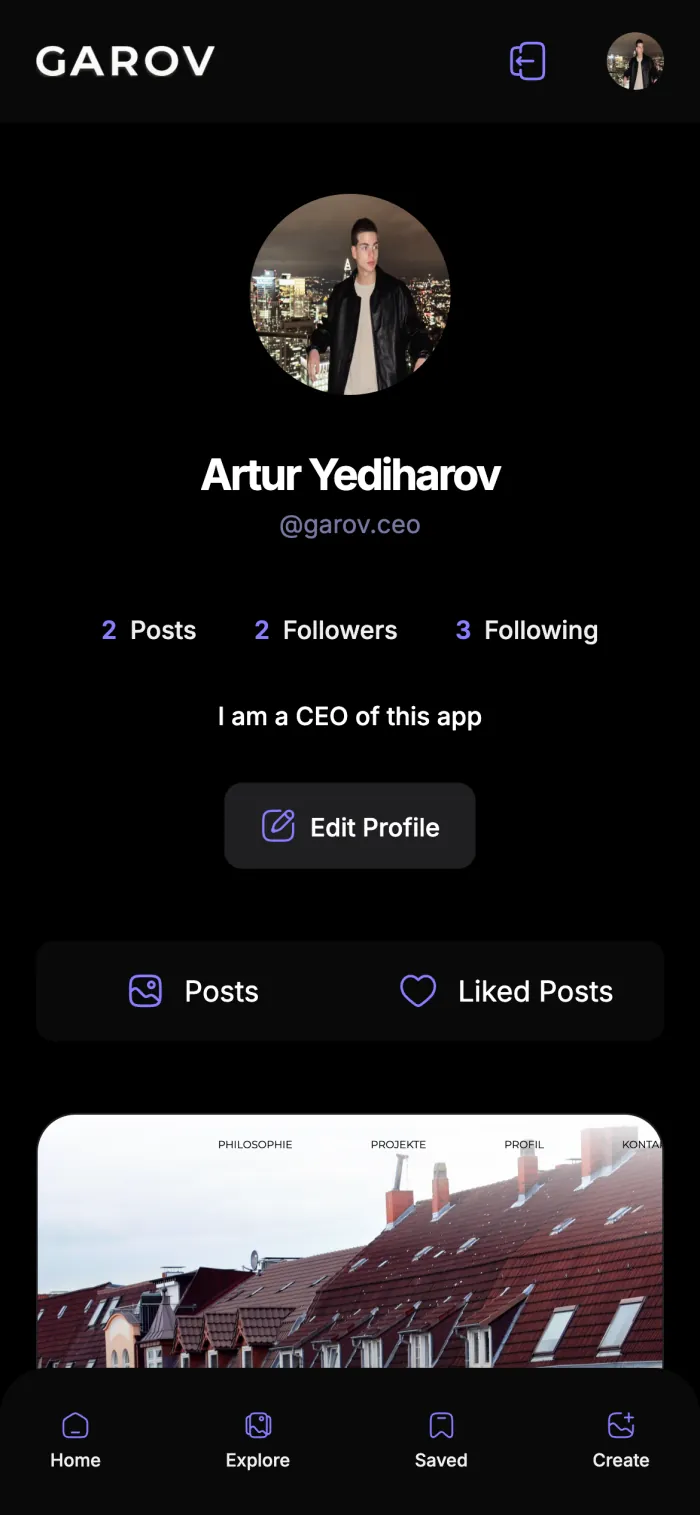 GAROV
Artur Yediharov
@garov.ceo
2 Posts 2 Followers 3 Following
I am a CEO of this app
Edit Profile
Posts Liked Posts
PHILOSOPHIE PROJEKTE PROFIL
Home Explore Saved Create